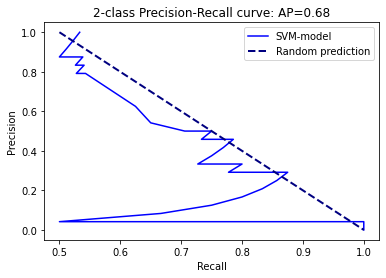 2-class Precision-Recall curve: AP=0.68
SVM-model
Random prediction
Precision
1.0
0.8
0.6
0.4
0.2
0.0
0.5
0.6
0.7
0.8
0.9
1.0
Recall